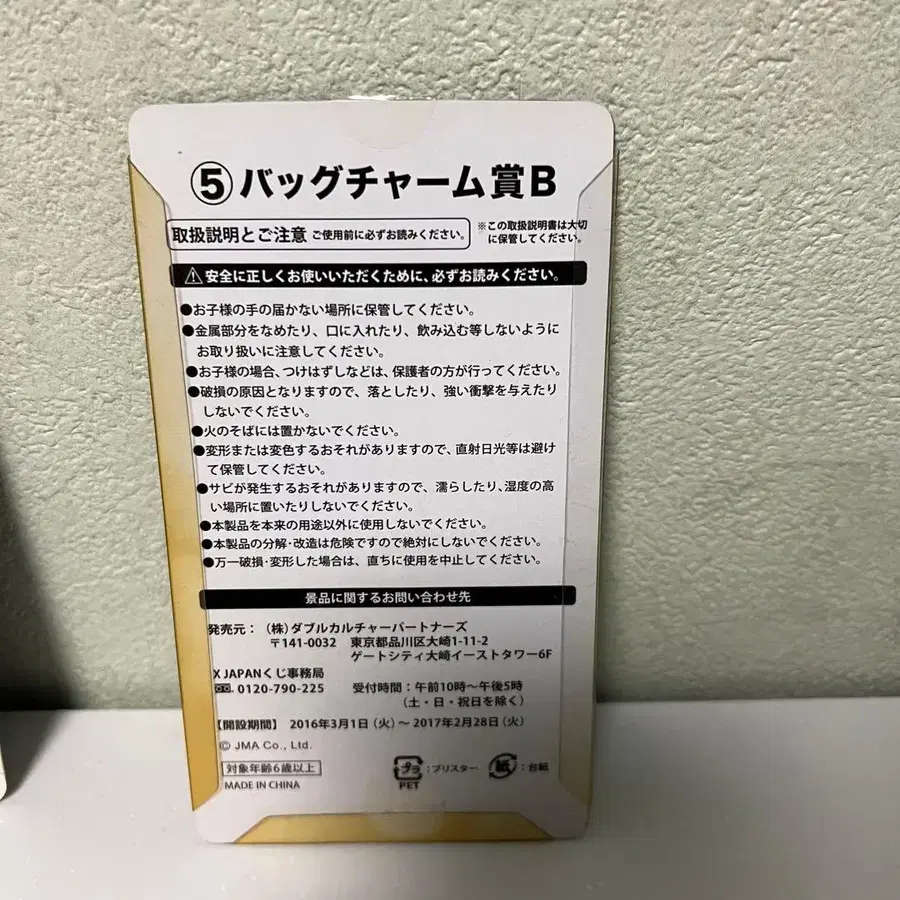 ⑤バッグチャーム賞B
取扱説明とご注意 ご使用前に必ずお読みください。
※この取扱説明書は大切
に保管してください。
⚠安全に正しくお使いいただくために、必ずお読みください。
●お子様の手の届かない場所に保管してください。
●金属部分をなめたり、口に入れたり、飲み込む等しないように
お取り扱いに注意してください。
●お子様の場合、つけはずしなどは、保護者の方が行ってください。
●破損の原因となりますので、落としたり、強い衝撃を与えたり
しないでください。
●火のそばには置かないでください。
●変形または変色するおそれがありますので、直射日光等は避け
て保管してください。
●サビが発生するおそれがありますので、濡らしたり、湿度の高
い場所に置いたりしないでください。
●本製品を本来の用途以外に使用しないでください。
●本製品の分解・改造は危険ですので絶対にしないでください。
●万一破損・変形した場合は、直ちに使用を中止してください。
景品に関するお問い合わせ先
発売元：（株）ダブルカルチャーパートナーズ
〒141-0032 東京都品川区大崎1-11-2
ゲートシティ大崎イーストタワー6F
X JAPANくじ事務局
0120-790-225 受付時間：午前10時～午後5時
（土・日・祝日を除く）
【開設期間】 2016年3月1日（火）～2017年2月28日（火）
© JMA Co., Ltd.
対象年齢6歳以上
プラ：ブリスター 紙：台紙
PET
MADE IN CHINA